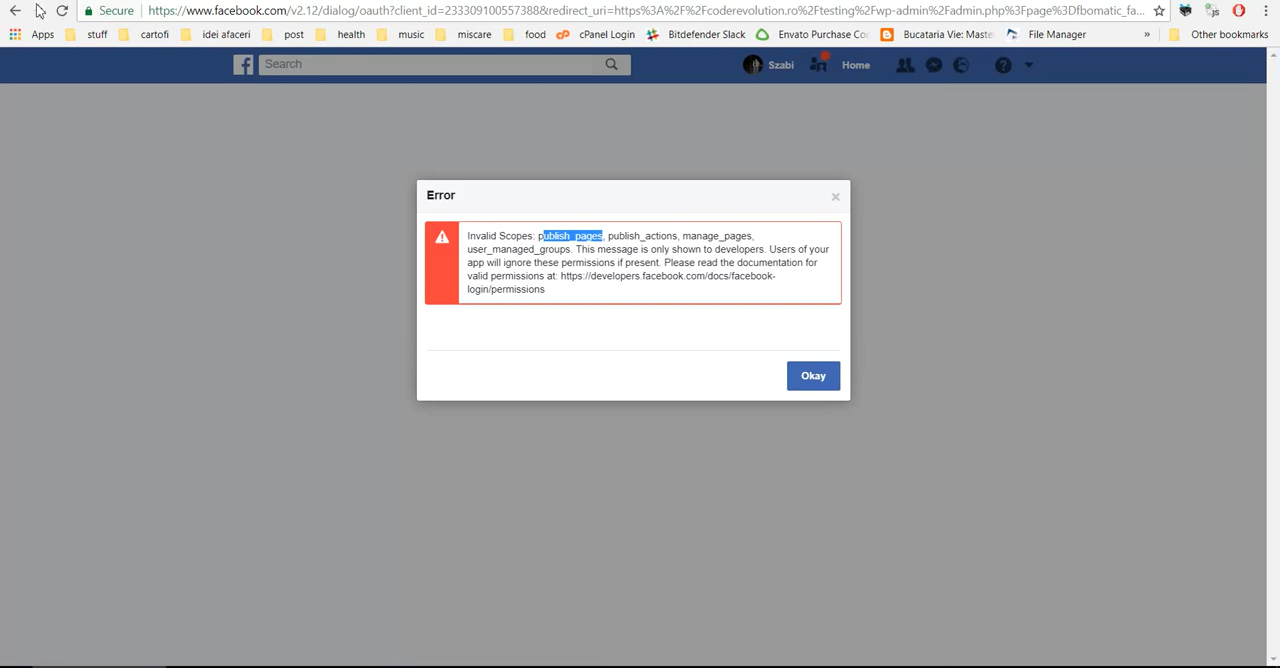 Secure https://www.facebook.com/v2.12/dialog/oauth?client_id=2333091005573888&redirect_uri=https%3A%2F%2Fcoderevolution.ro%2Ftesting%2Fwp-admin%2Fadmin.php%3Fpage%3Dfbomatic_fa...
Apps stuff cartofi idei afaceri post health music mrcare food cPanel Login Bitdefender Slack Envato Purchase Co Bucataria Vie: Maste File Manager » Other bookmarks
Search Szabi Home
Error
Invalid Scopes: publish_pages, publish_actions, manage_pages,
user_managed_groups. This message is only shown to developers. Users of your
app will ignore these permissions if present. Please read the documentation for
valid permissions at: https://developers.facebook.com/docs/facebook-
login/permissions
Okay